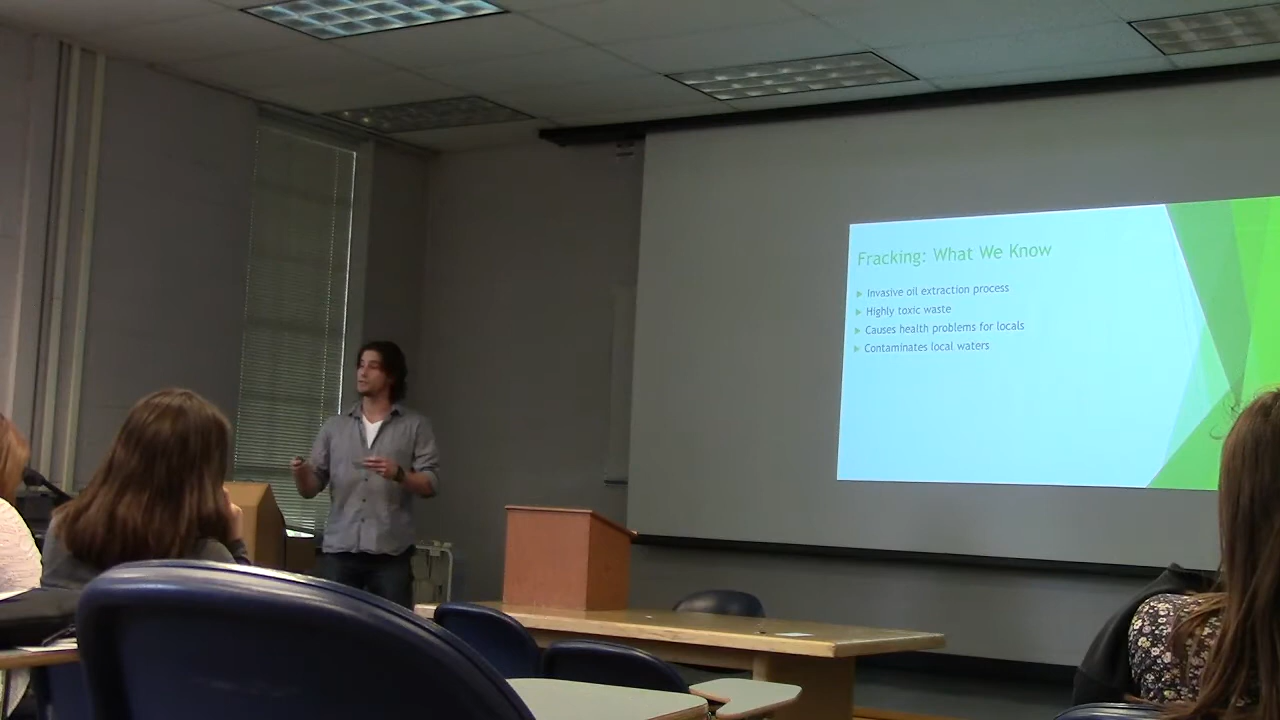 Fracking: What We Know
Invasive oil extraction process
Highly toxic waste
Causes health problems for locals
Contaminates local waters